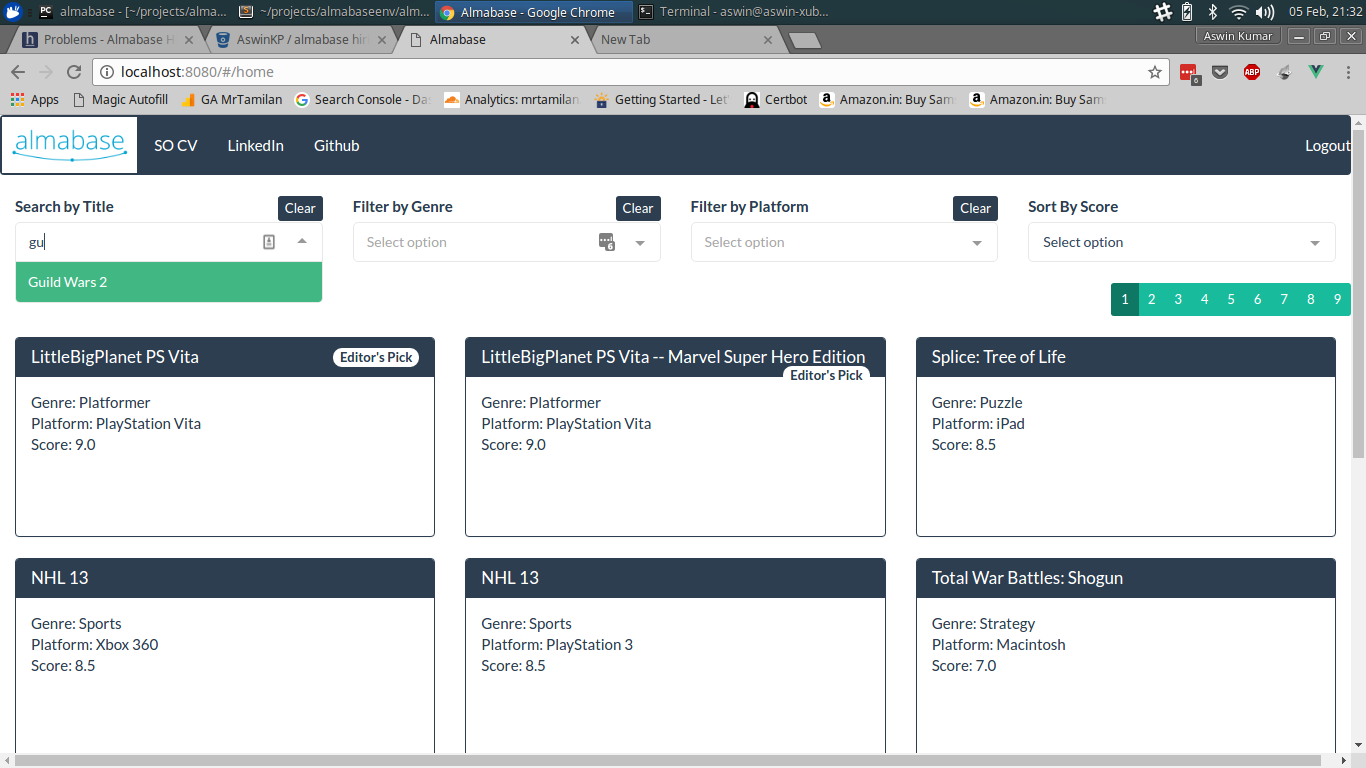 almabase - [~/projects/alma...
~/projects/almabaseenv/alm...
Almabase - Google Chrome
Terminal - aswin@aswin-xub...
05 Feb, 21:32
Problems - Almabase H
AswinKP / almabase hiri
Almabase
New Tab
Aswin Kumar
localhost:8080/#/home
6
ABP
Apps
Magic Autofill
GA MrTamilan
Search Console - Da
Analytics: mrtamilan.
Getting Started - Let'
Certbot
Amazon.in: Buy Sam
Amazon.in: Buy Sam
almabase
SO CV
LinkedIn
Github
Logout
Search by Title
Clear
Filter by Genre
Clear
Filter by Platform
Clear
Sort By Score
gu
Select option
6
Select option
Select option
Guild Wars 2
1 2 3 4 5 6 7 8 9
LittleBigPlanet PS Vita
Editor's Pick
Genre: Platformer
Platform: PlayStation Vita
Score: 9.0
LittleBigPlanet PS Vita -- Marvel Super Hero Edition
Editor's Pick
Genre: Platformer
Platform: PlayStation Vita
Score: 9.0
Splice: Tree of Life
Genre: Puzzle
Platform: iPad
Score: 8.5
NHL 13
Genre: Sports
Platform: Xbox 360
Score: 8.5
NHL 13
Genre: Sports
Platform: PlayStation 3
Score: 8.5
Total War Battles: Shogun
Genre: Strategy
Platform: Macintosh
Score: 7.0